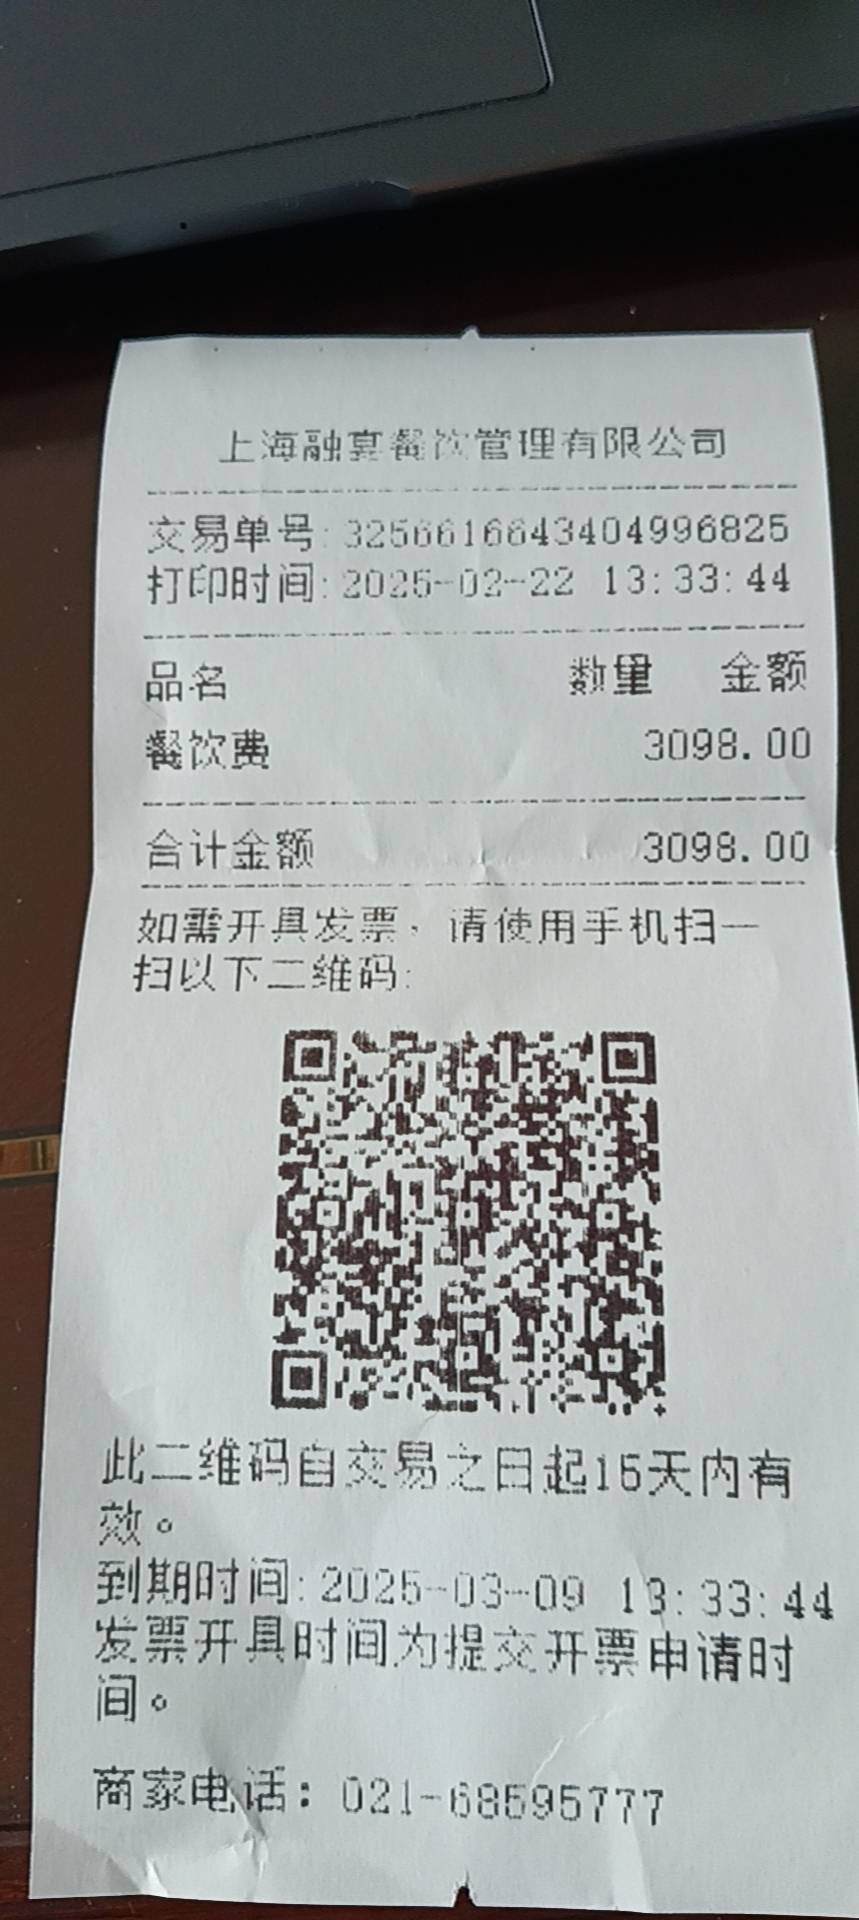 上海融宴餐饮管理有限公司
交易单号:3256616643404996825
打印时间:2025-02-22 13:33:44
品名 数量 金额
餐饮费 3098.00
合计金额 3098.00
如需开具发票，请使用手机扫一
扫以下二维码:
此二维码自交易之日起15天内有
效。
到期时间:2025-03-09 13:33:44
发票开具时间为提交开票申请时
间。
商家电话：021-68595777